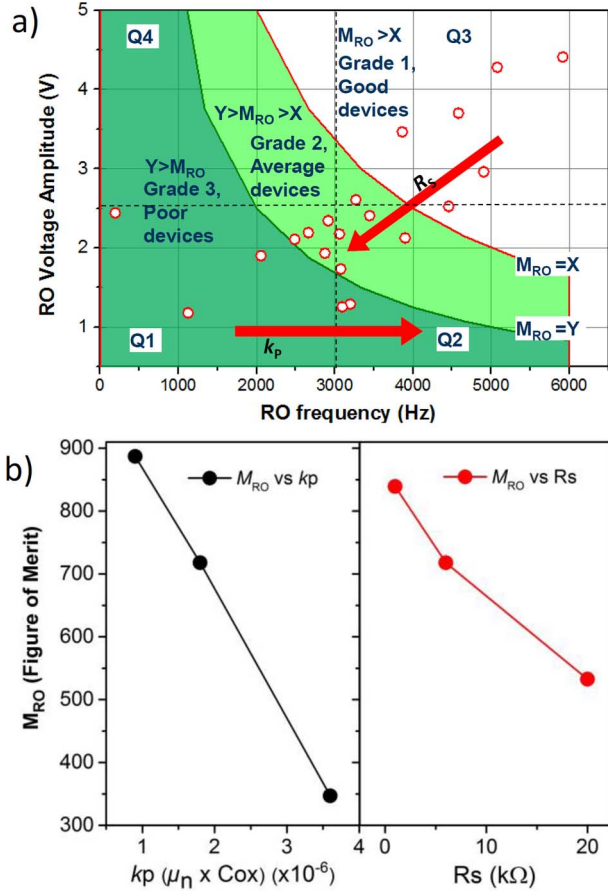 a)
5
4
3
2
1
RO Voltage Amplitude (V)
Q4
M_RO >X Q3
Grade 1,
Good
devices
Y>M_RO >X
Grade 2,
Average
devices
Y>M_RO
Grade 3,
Poor
devices
R_S
M_RO =X
M_RO =Y
Q1
k_P
Q2
0 1000 2000 3000 4000 5000 6000
RO frequency (Hz)
b)
900
800
700
600
500
400
300
M_RO (Figure of Merit)
M_RO vs kp
M_RO vs Rs
1 2 3 4
0 10 20
kp (μ_n x Cox) (x10^-6)
Rs (kΩ)